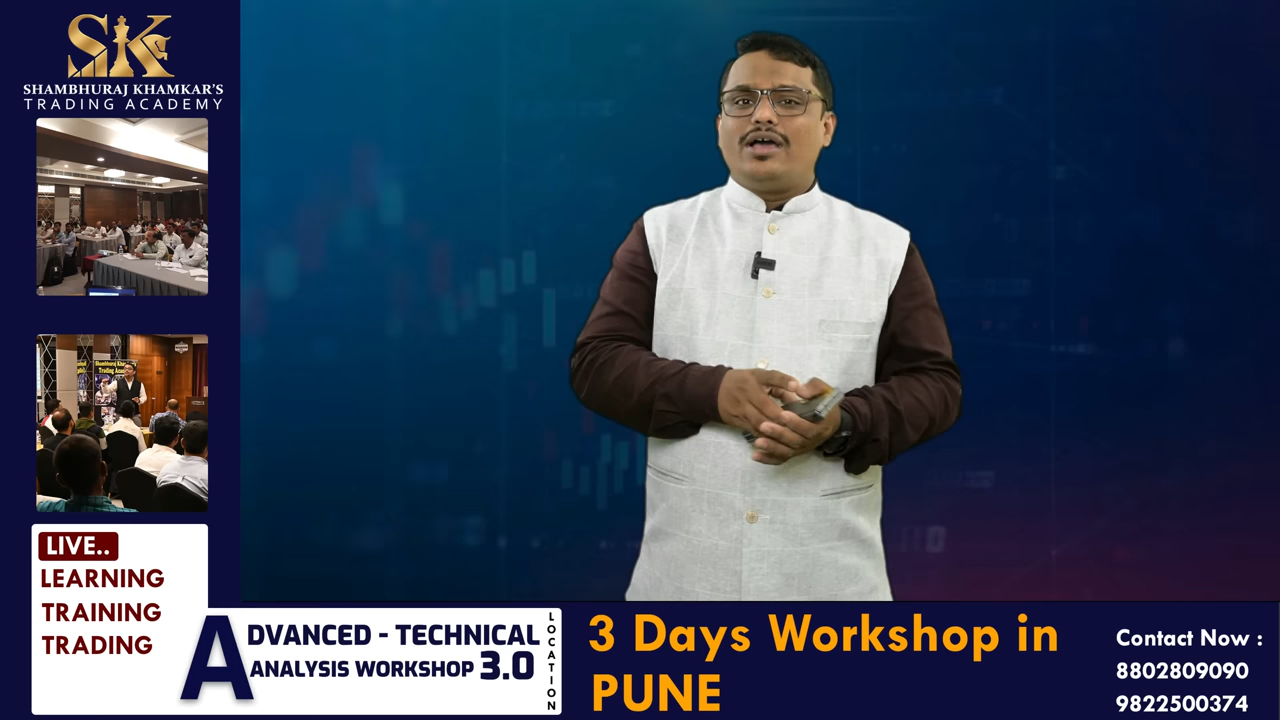 SK
SHAMBHURAJ KHAMKAR'S
TRADING ACADEMY
LIVE..
LEARNING
TRAINING
TRADING
ADVANCED - TECHNICAL
ANALYSIS WORKSHOP 3.0
LOCATION
3 Days Workshop in
PUNE
Contact Now :
8802809090
9822500374